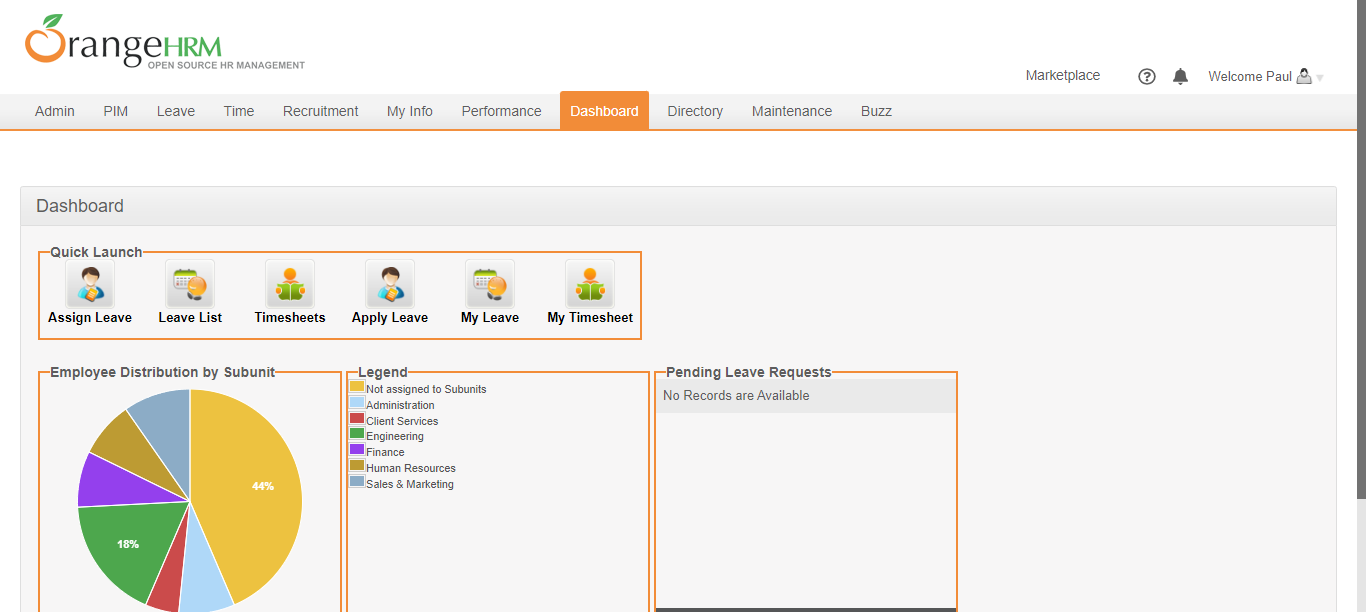 OrangeHRM
OPEN SOURCE HR MANAGEMENT
Marketplace ? Welcome Paul
Admin PIM Leave Time Recruitment My Info Performance Dashboard Directory Maintenance Buzz
Dashboard
Quick Launch
Assign Leave Leave List Timesheets Apply Leave My Leave My Timesheet
Employee Distribution by Subunit
44%
18%
Legend
Not assigned to Subunits
Administration
Client Services
Engineering
Finance
Human Resources
Sales & Marketing
Pending Leave Requests
No Records are Available